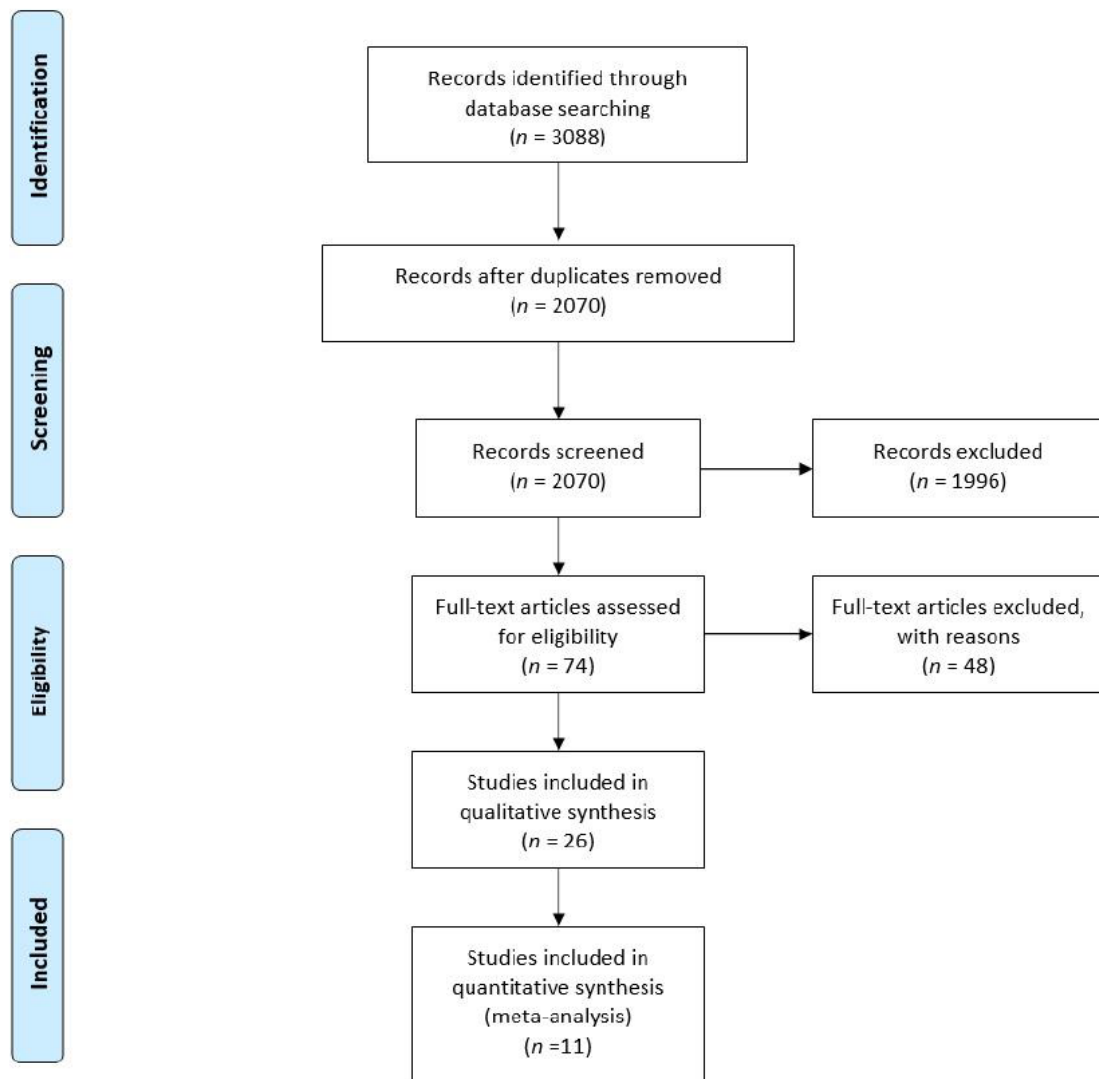 Identification
Records identified through
database searching
(n = 3088)
Records after duplicates removed
(n = 2070)
Screening
Records screened
(n = 2070)
Records excluded
(n = 1996)
Eligibility
Full-text articles assessed
for eligibility
(n = 74)
Full-text articles excluded,
with reasons
(n = 48)
Studies included in
qualitative synthesis
(n = 26)
Included
Studies included in
quantitative synthesis
(meta-analysis)
(n =11)